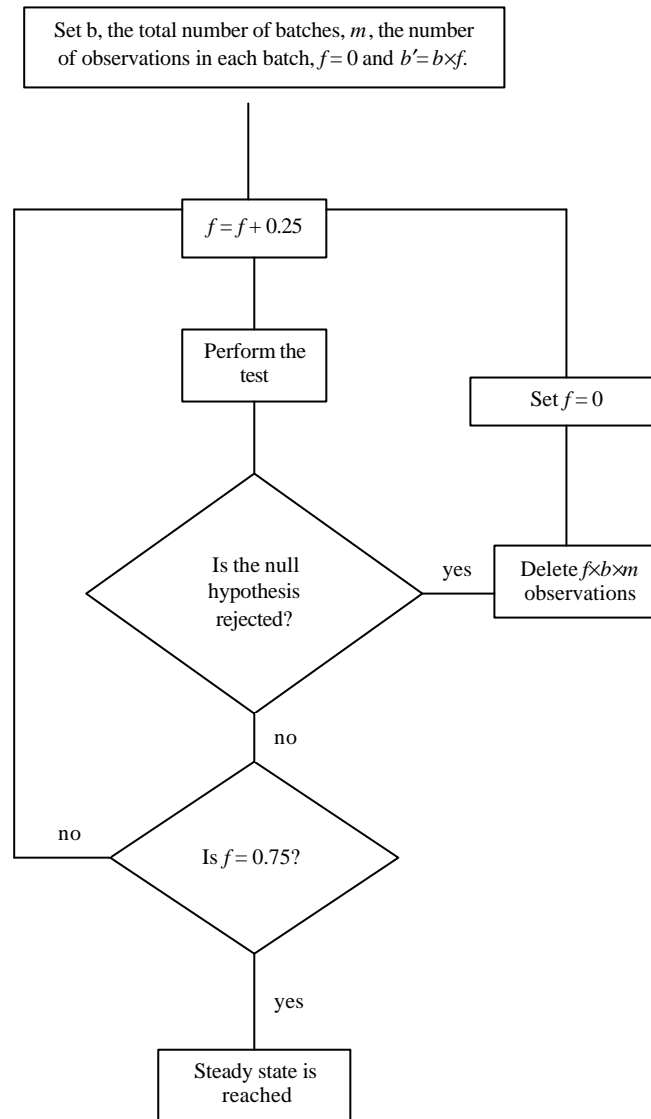 Set b, the total number of batches, m, the number
of observations in each batch, f = 0 and b′= b×f.
f = f + 0.25
Perform the
test
Set f = 0
Is the null
hypothesis
rejected?
yes
Delete f×b×m
observations
no
no
Is f = 0.75?
yes
Steady state is
reached